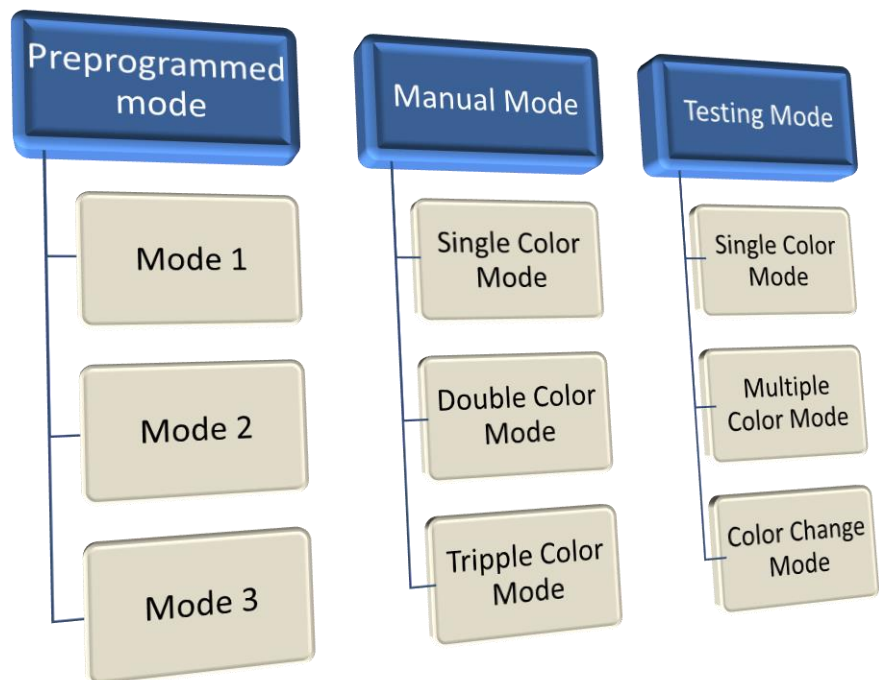 Preprogrammed
mode
Mode 1
Mode 2
Mode 3
Manual Mode
Single Color
Mode
Double Color
Mode
Tripple Color
Mode
Testing Mode
Single Color
Mode
Multiple
Color Mode
Color Change
Mode